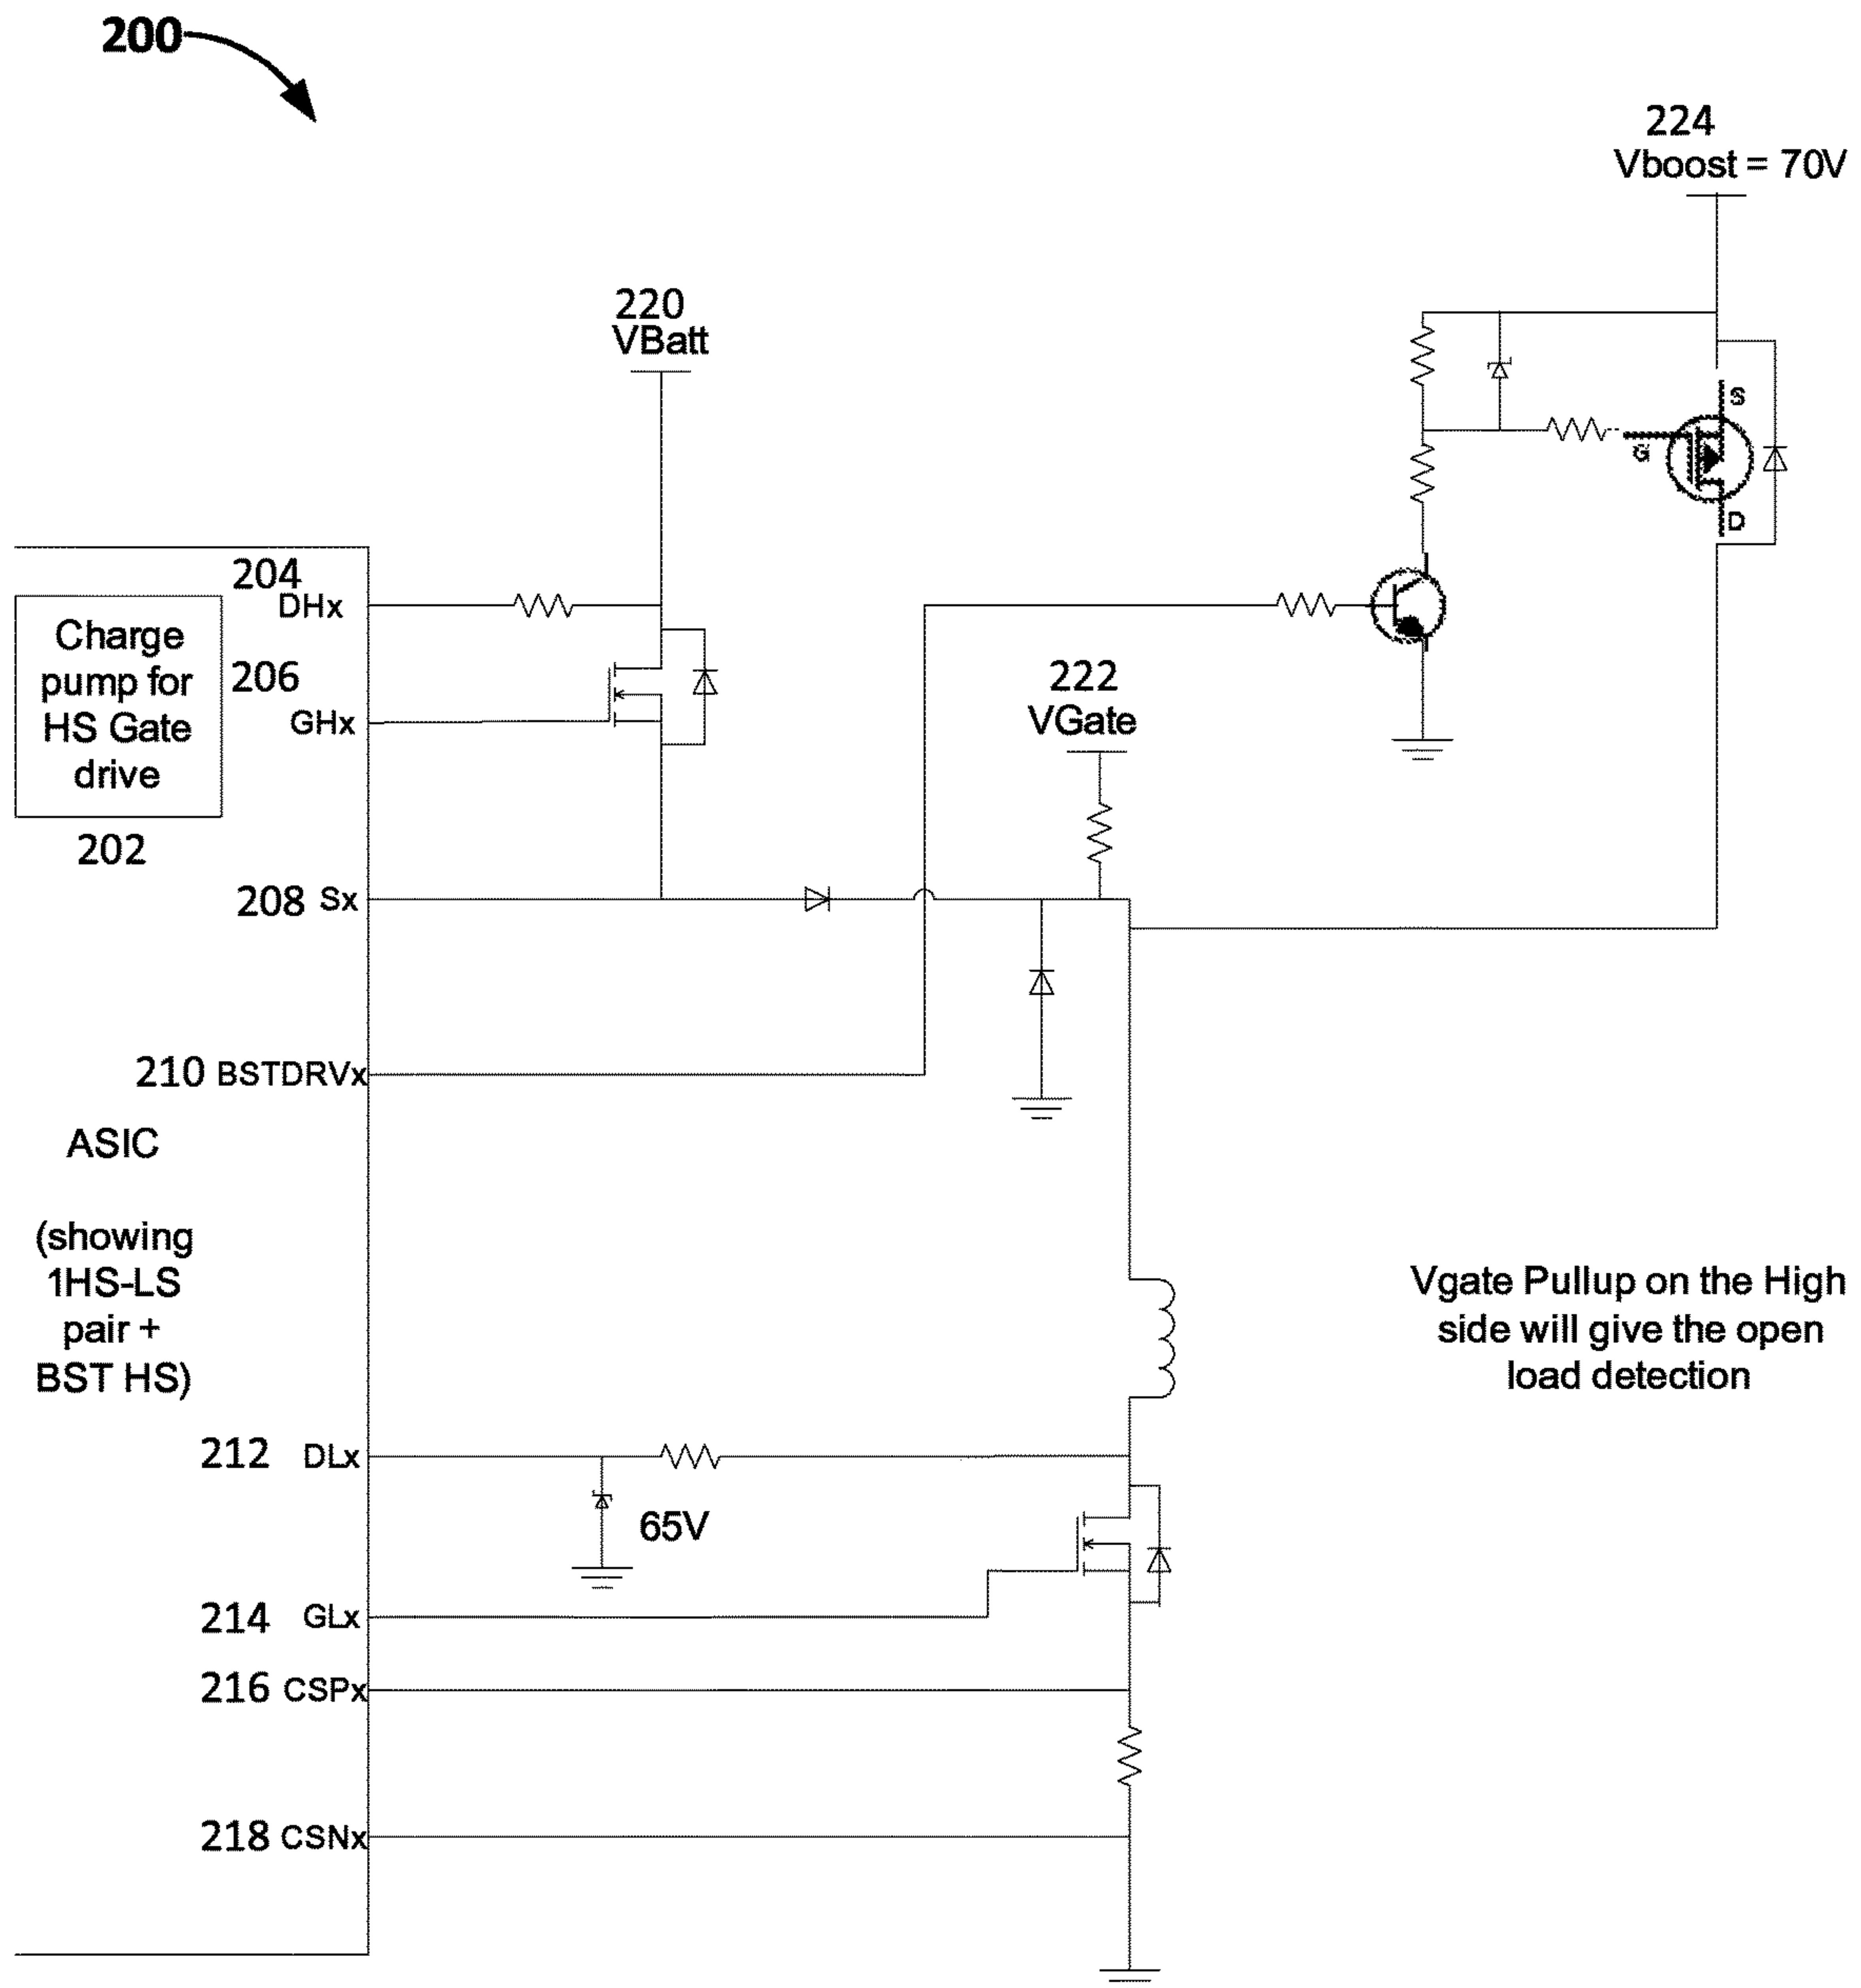 200
224
Vboost = 70V
220
VBatt
S
G
D
204
DHx
Charge
pump for
HS Gate
drive
206
GHx
222
VGate
202
208 Sx
210 BSTDRVx
ASIC
(showing
1HS-LS
pair +
BST HS)
Vgate Pullup on the High
side will give the open
load detection
212 DLx
65V
214 GLx
216 CSPx
218 CSNx